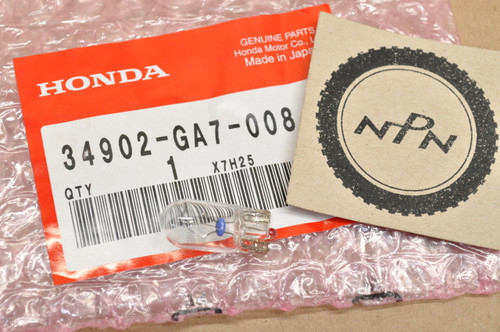 GENUINE PARTS
Honda Motor Co., L
Made in Japan
HONDA
34902-GA7-008
1 X7H25
QTY
NPN